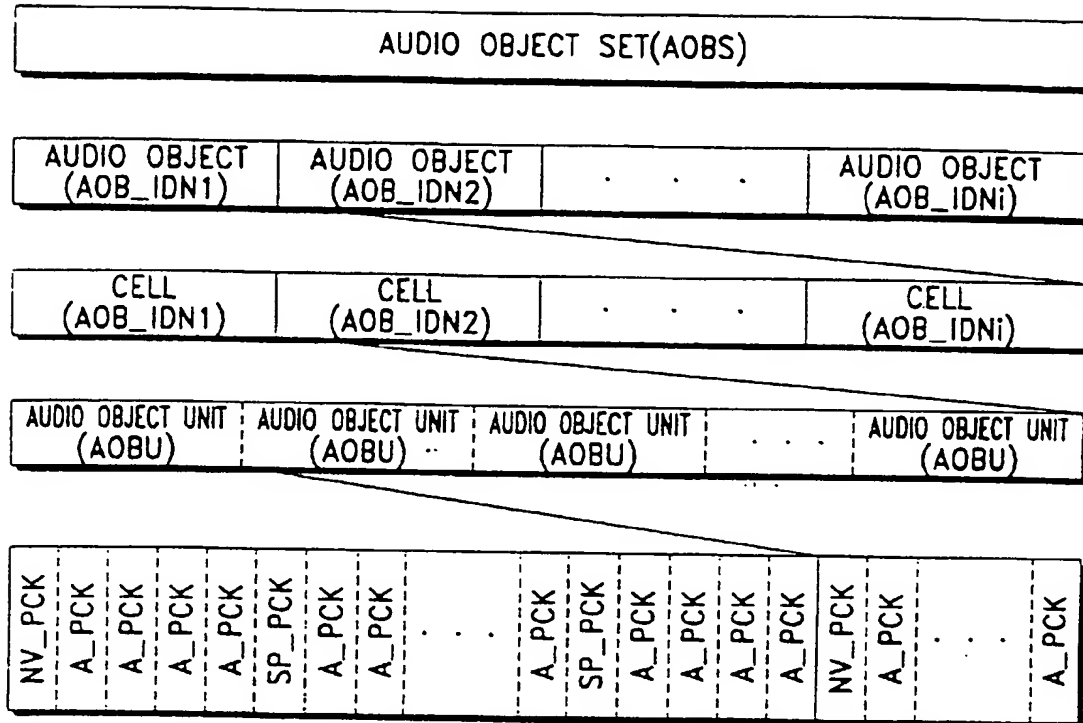 AUDIO OBJECT SET(AOBS)
AUDIO OBJECT (AOB_IDN1) AUDIO OBJECT (AOB_IDN2) . . . AUDIO OBJECT (AOB_IDNi)
CELL (AOB_IDN1) CELL (AOB_IDN2) . . . CELL (AOB_IDNi)
AUDIO OBJECT UNIT (AOBU) AUDIO OBJECT UNIT (AOBU) AUDIO OBJECT UNIT (AOBU) . . . AUDIO OBJECT UNIT (AOBU)
NV_PCK A_PCK A_PCK A_PCK A_PCK SP_PCK A_PCK A_PCK . . . A_PCK SP_PCK A_PCK A_PCK A_PCK A_PCK NV_PCK A_PCK . . . A_PCK